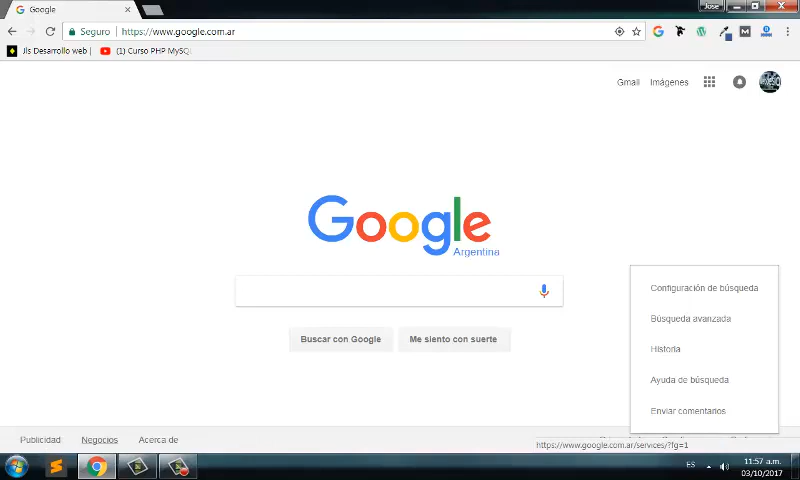 Google
Jose
Seguro
https://www.google.com.ar
Jls Desarrollo web |
(1) Curso PHP MySQL
Gmail
Imágenes
Google
Argentina
Buscar con Google
Me siento con suerte
Configuración de búsqueda
Búsqueda avanzada
Historia
Ayuda de búsqueda
Enviar comentarios
Publicidad
Negocios
Acerca de
https://www.google.com.ar/services/?fg=1
ES
11:57 a.m.
03/10/2017